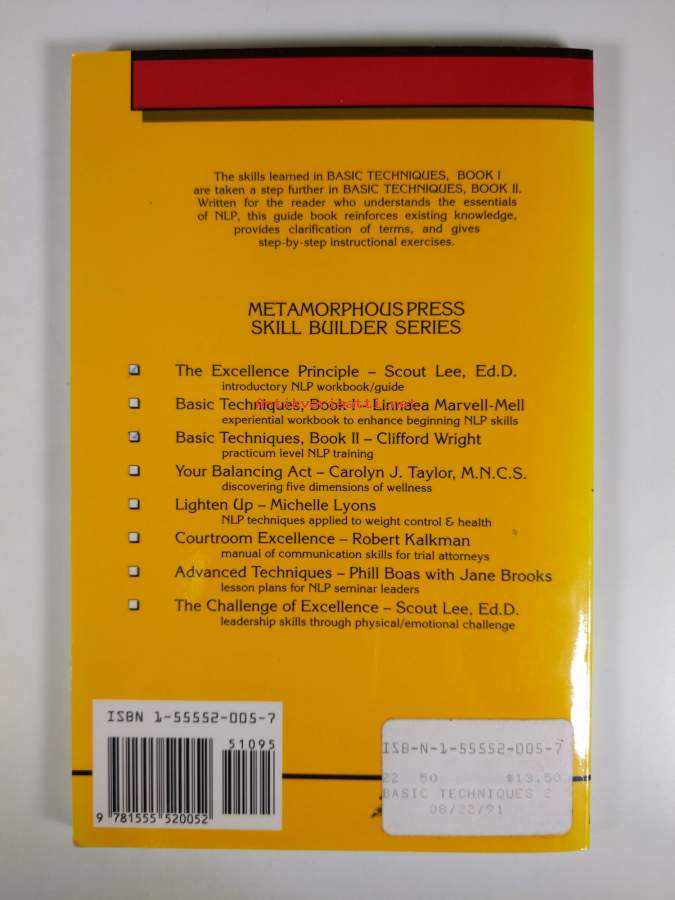 The skills learned in BASIC TECHNIQUES, BOOK I
are taken a step further in BASIC TECHNIQUES, BOOK II.
Written for the reader who understands the essentials
of NLP, this guide book reinforces existing knowledge,
provides clarification of terms, and gives
step-by-step instructional exercises.
METAMORPHOUS PRESS
SKILL BUILDER SERIES
The Excellence Principle – Scout Lee, Ed.D.
introductory NLP workbook/guide
Basic Techniques, Book I – Linnaea Marvell-Mell
Antikvariaatti.net
experiential workbook to enhance beginning NLP skills
Basic Techniques, Book II – Clifford Wright
practicum level NLP training
Your Balancing Act – Carolyn J. Taylor, M.N.C.S.
discovering five dimensions of wellness
Lighten Up – Michelle Lyons
NLP techniques applied to weight control & health
Courtroom Excellence – Robert Kalkman
manual of communication skills for trial attorneys
Advanced Techniques – Phill Boas with Jane Brooks
lesson plans for NLP seminar leaders
The Challenge of Excellence – Scout Lee, Ed.D.
leadership skills through physical/emotional challenge
ISBN 1-55552-005-7
51095
9 781555 520052
ISB-N-1-55552-005-7
22 50 $13.50
BASIC TECHNIQUES 2
08/22/91